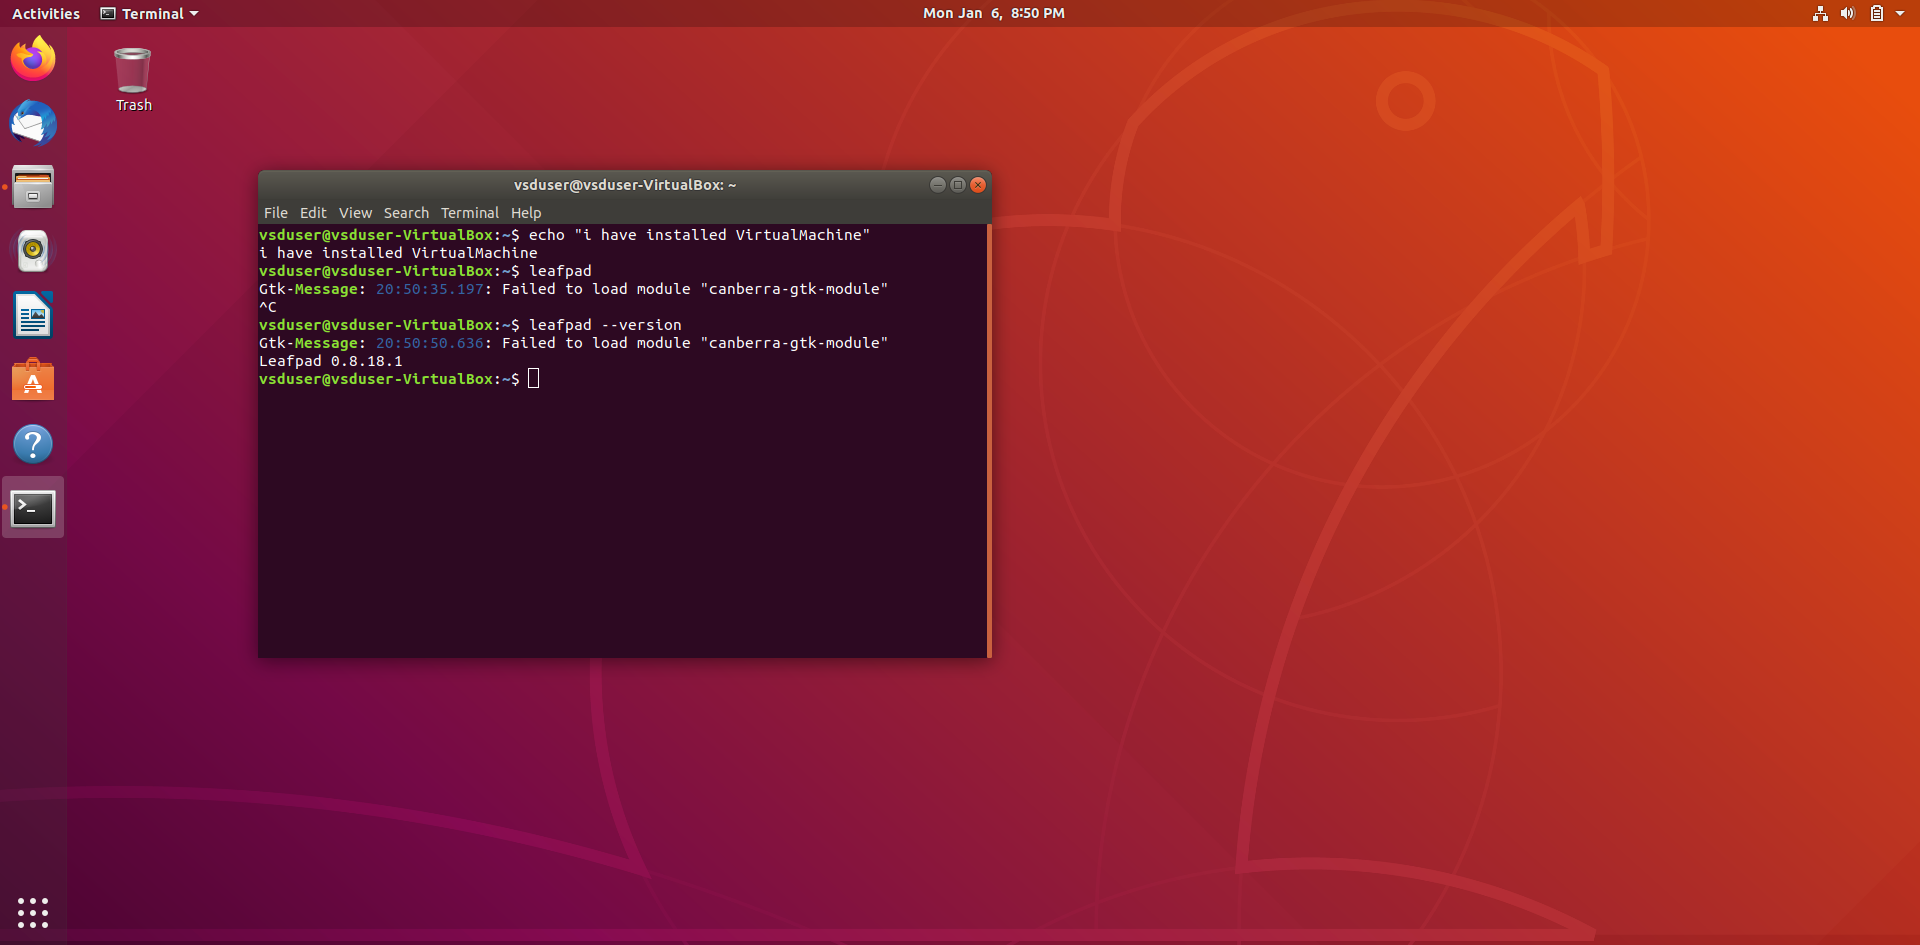 Activities Terminal Mon Jan 6, 8:50 PM
Trash
vsduser@vsduser-VirtualBox: ~
File Edit View Search Terminal Help
vsduser@vsduser-VirtualBox:~$ echo "i have installed VirtualMachine"
i have installed VirtualMachine
vsduser@vsduser-VirtualBox:~$ leafpad
Gtk-Message: 20:50:35.197: Failed to load module "canberra-gtk-module"
^C
vsduser@vsduser-VirtualBox:~$ leafpad --version
Gtk-Message: 20:50:50.636: Failed to load module "canberra-gtk-module"
Leafpad 0.8.18.1
vsduser@vsduser-VirtualBox:~$